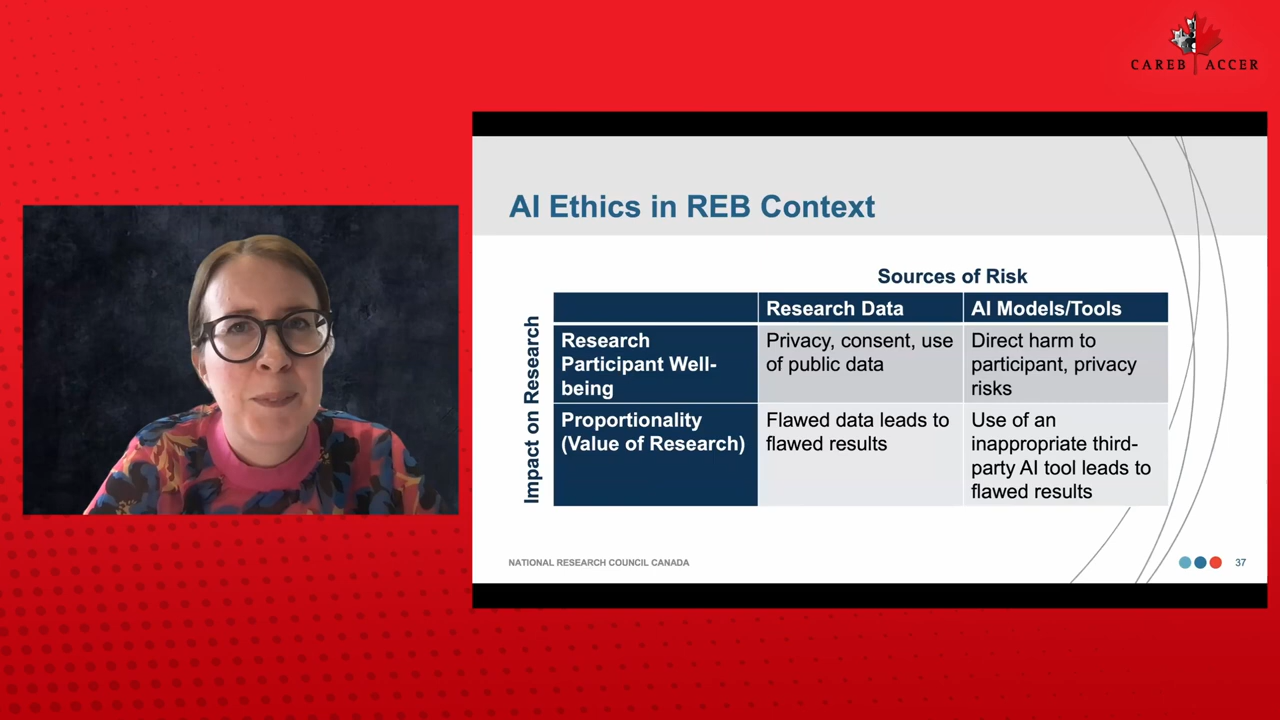 CAREB ACCER
AI Ethics in REB Context
Sources of Risk
Impact on Research
Research Data
AI Models/Tools
Research
Participant Well-
being
Privacy, consent, use
of public data
Direct harm to
participant, privacy
risks
Proportionality
(Value of Research)
Flawed data leads to
flawed results
Use of an
inappropriate third-
party AI tool leads to
flawed results
NATIONAL RESEARCH COUNCIL CANADA
37